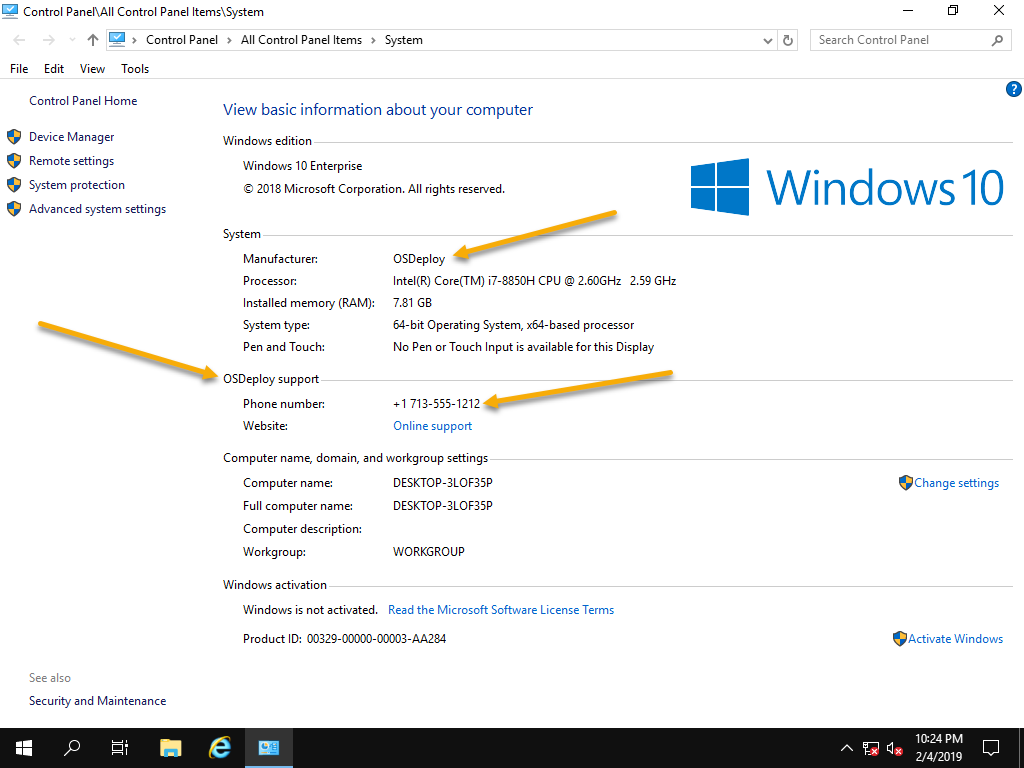 Control Panel\All Control Panel Items\System
Control Panel > All Control Panel Items > System
Search Control Panel
File Edit View Tools
?
Control Panel Home
Device Manager
Remote settings
System protection
Advanced system settings
See also
Security and Maintenance
View basic information about your computer
Windows edition
Windows 10 Enterprise
© 2018 Microsoft Corporation. All rights reserved.
Windows 10
System
Manufacturer: OSDeploy
Processor: Intel(R) Core(TM) i7-8850H CPU @ 2.60GHz 2.59 GHz
Installed memory (RAM): 7.81 GB
System type: 64-bit Operating System, x64-based processor
Pen and Touch: No Pen or Touch Input is available for this Display
OSDeploy support
Phone number: +1 713-555-1212
Website: Online support
Computer name, domain, and workgroup settings
Computer name: DESKTOP-3LOF35P
Change settings
Full computer name: DESKTOP-3LOF35P
Computer description:
Workgroup: WORKGROUP
Windows activation
Windows is not activated. Read the Microsoft Software License Terms
Product ID: 00329-00000-00003-AA284
Activate Windows
10:24 PM
2/4/2019